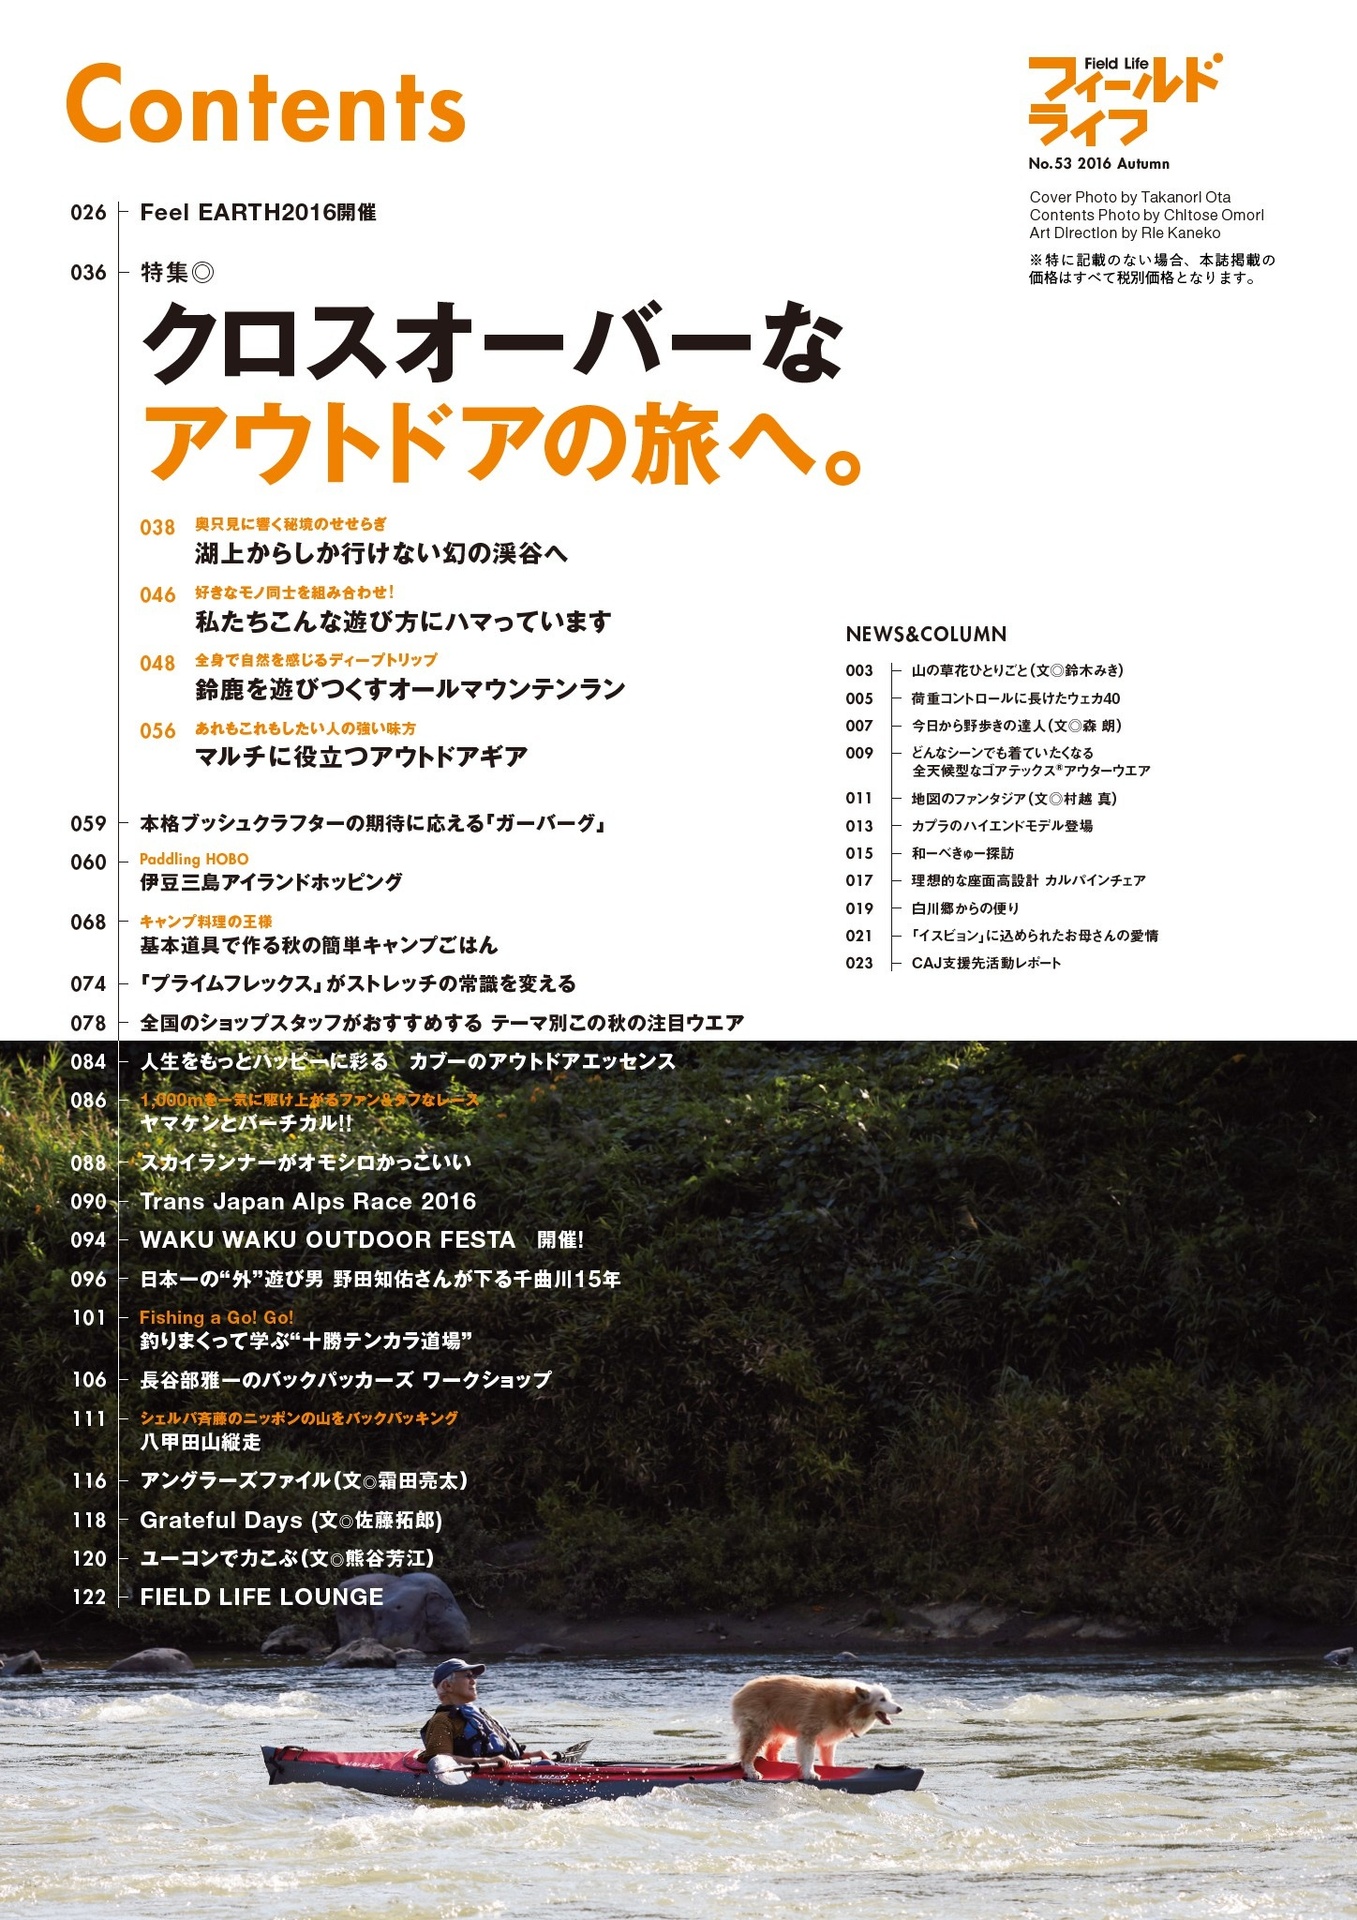 Contents
Field Life
フィールド
ライフ
No.53 2016 Autumn
Cover Photo by Takanori Ota
Contents Photo by Chitose Omori
Art Direction by Rie Kaneko
※特に記載のない場合、本誌掲載の
価格はすべて税別価格となります。
026 Feel EARTH2016開催
036 特集◎
クロスオーバーな
アウトドアの旅へ。
038 奥只見に響く秘境のせせらぎ
湖上からしか行けない幻の渓谷へ
046 好きなモノ同士を組み合わせ!
私たちこんな遊び方にハマっています
048 全身で自然を感じるディープトリップ
鈴鹿を遊びつくすオールマウンテンラン
056 あれもこれもしたい人の強い味方
マルチに役立つアウトドアギア
059 本格ブッシュクラフターの期待に応える「ガーバーグ」
060 Paddling HOBO
伊豆三島アイランドホッピング
068 キャンプ料理の王様
基本道具で作る秋の簡単キャンプごはん
074 「プライムフレックス」がストレッチの常識を変える
078 全国のショップスタッフがおすすめする テーマ別この秋の注目ウエア
084 人生をもっとハッピーに彩る カブーのアウトドアエッセンス
086 1,000mを一気に駆け上がるファン&タフなレース
ヤマケンとバーチカル!!
088 スカイランナーがオモシロかっこいい
090 Trans Japan Alps Race 2016
094 WAKU WAKU OUTDOOR FESTA 開催!
096 日本一の“外”遊び男 野田知佑さんが下る千曲川15年
101 Fishing a Go! Go!
釣りまくって学ぶ“十勝テンカラ道場”
106 長谷部雅一のバックパッカーズ ワークショップ
111 シェルパ斉藤のニッポンの山をバックパッキング
八甲田山縦走
116 アングラーズファイル(文◎霜田亮太)
118 Grateful Days (文◎佐藤拓郎)
120 ユーコンで力こぶ(文◎熊谷芳江)
122 FIELD LIFE LOUNGE
NEWS&COLUMN
003 山の草花ひとりごと(文◎鈴木みき)
005 荷重コントロールに長けたウェカ40
007 今日から野歩きの達人(文◎森 朗)
009 どんなシーンでも着ていたくなる
全天候型なゴアテックス®アウターウエア
011 地図のファンタジア(文◎村越 真)
013 カブラのハイエンドモデル登場
015 和ーべきゅー探訪
017 理想的な座面高設計 カルパインチェア
019 白川郷からの便り
021 「イスビョン」に込められたお母さんの愛情
023 CAJ支援先活動レポート